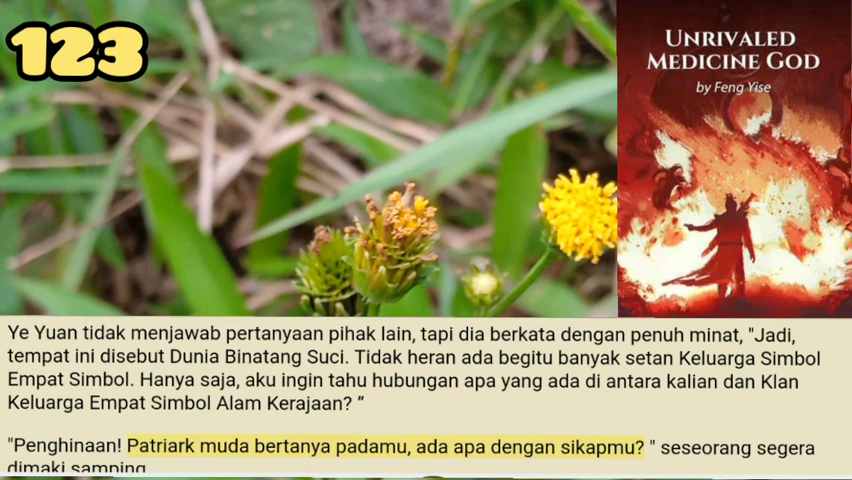 123
UNRIVALED
MEDICINE GOD
by Feng Yise
Ye Yuan tidak menjawab pertanyaan pihak lain, tapi dia berkata dengan penuh minat, "Jadi,
tempat ini disebut Dunia Binatang Suci. Tidak heran ada begitu banyak setan Keluarga Simbol
Empat Simbol. Hanya saja, aku ingin tahu hubungan apa yang ada di antara kalian dan Klan
Keluarga Empat Simbol Alam Kerajaan? ”
"Penghinaan! Patriark muda bertanya padamu, ada apa dengan sikapmu? " seseorang segera
dimaki samping